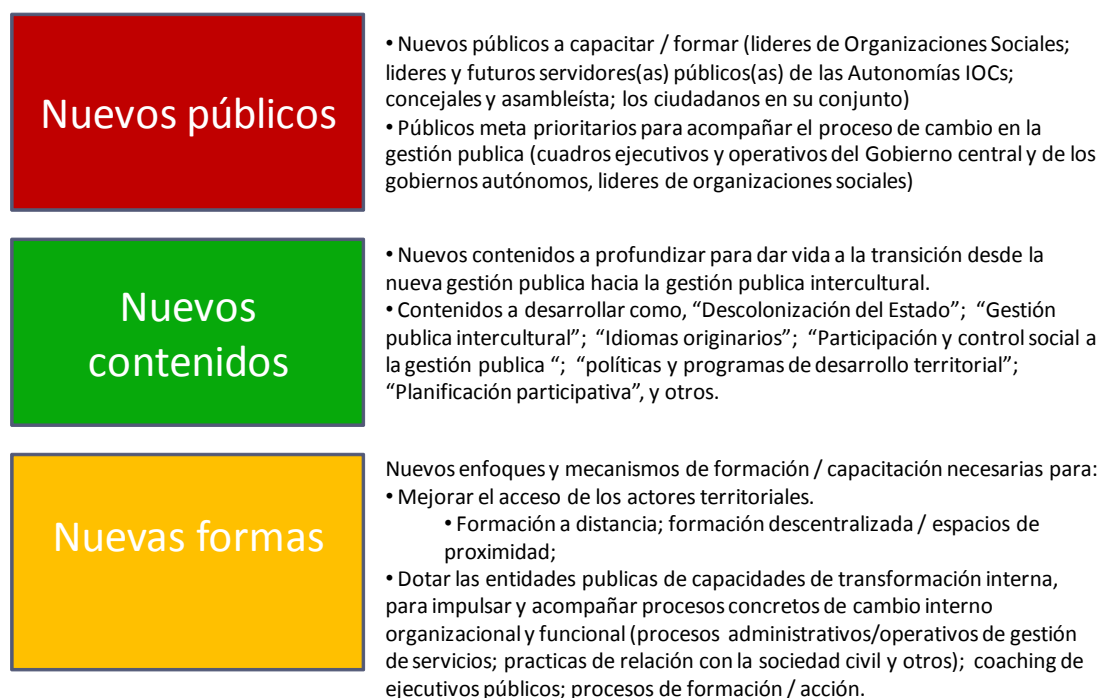 Nuevos públicos
• Nuevos públicos a capacitar / formar (lideres de Organizaciones Sociales;
lideres y futuros servidores(as) públicos(as) de las Autonomías IOCs;
concejales y asambleísta; los ciudadanos en su conjunto)
• Públicos meta prioritarios para acompañar el proceso de cambio en la
gestión publica (cuadros ejecutivos y operativos del Gobierno central y de los
gobiernos autónomos, lideres de organizaciones sociales)
Nuevos
contenidos
• Nuevos contenidos a profundizar para dar vida a la transición desde la
nueva gestión publica hacia la gestión publica intercultural.
• Contenidos a desarrollar como, “Descolonización del Estado”; “Gestión
publica intercultural”; “Idiomas originarios”; “Participación y control social a
la gestión publica “; “políticas y programas de desarrollo territorial”;
“Planificación participativa”, y otros.
Nuevas formas
Nuevos enfoques y mecanismos de formación / capacitación necesarias para:
• Mejorar el acceso de los actores territoriales.
• Formación a distancia; formación descentralizada / espacios de
proximidad;
• Dotar las entidades publicas de capacidades de transformación interna,
para impulsar y acompañar procesos concretos de cambio interno
organizacional y funcional (procesos administrativos/operativos de gestión
de servicios; practicas de relación con la sociedad civil y otros); coaching de
ejecutivos públicos; procesos de formación / acción.